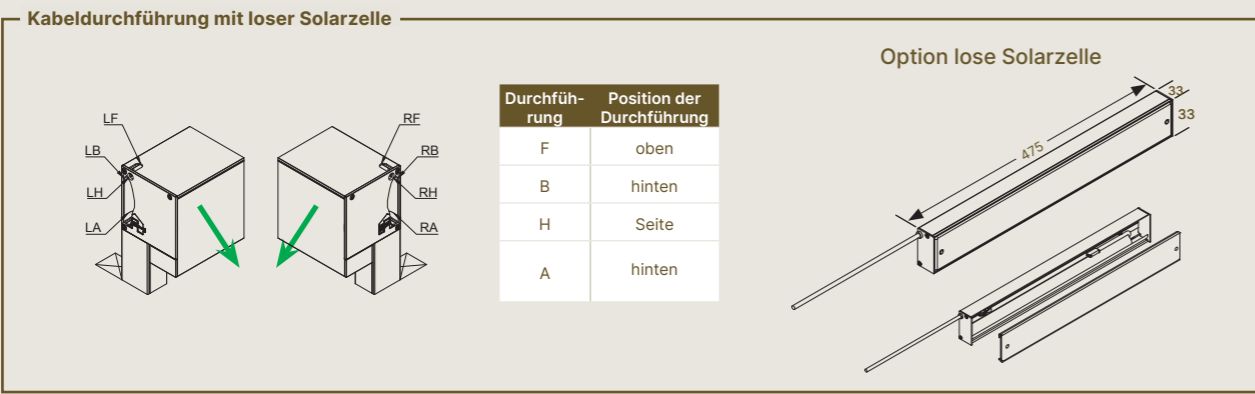 Kabeldurchführung mit loser Solarzelle
LF
LB
LH
LA
RF
RB
RH
RA
Durchfüh-
rung
Position der
Durchführung
F oben
B hinten
H Seite
A hinten
Option lose Solarzelle
33
33
475